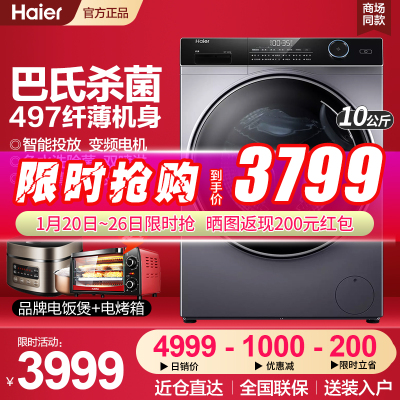 Haier 官方正品
商场
同款
巴氏杀菌
497纤薄机身
智能投放 变频电机
Haier
10公斤
限时抢购
到手价
3799
1月20日~26日限时抢 晒图返现200元红包
品牌电饭煲+电烤箱
限时活动:
¥3999
4999 - 1000 - 200
日销价 优惠减 限时立省
近仓直达 全国联保 送装入户